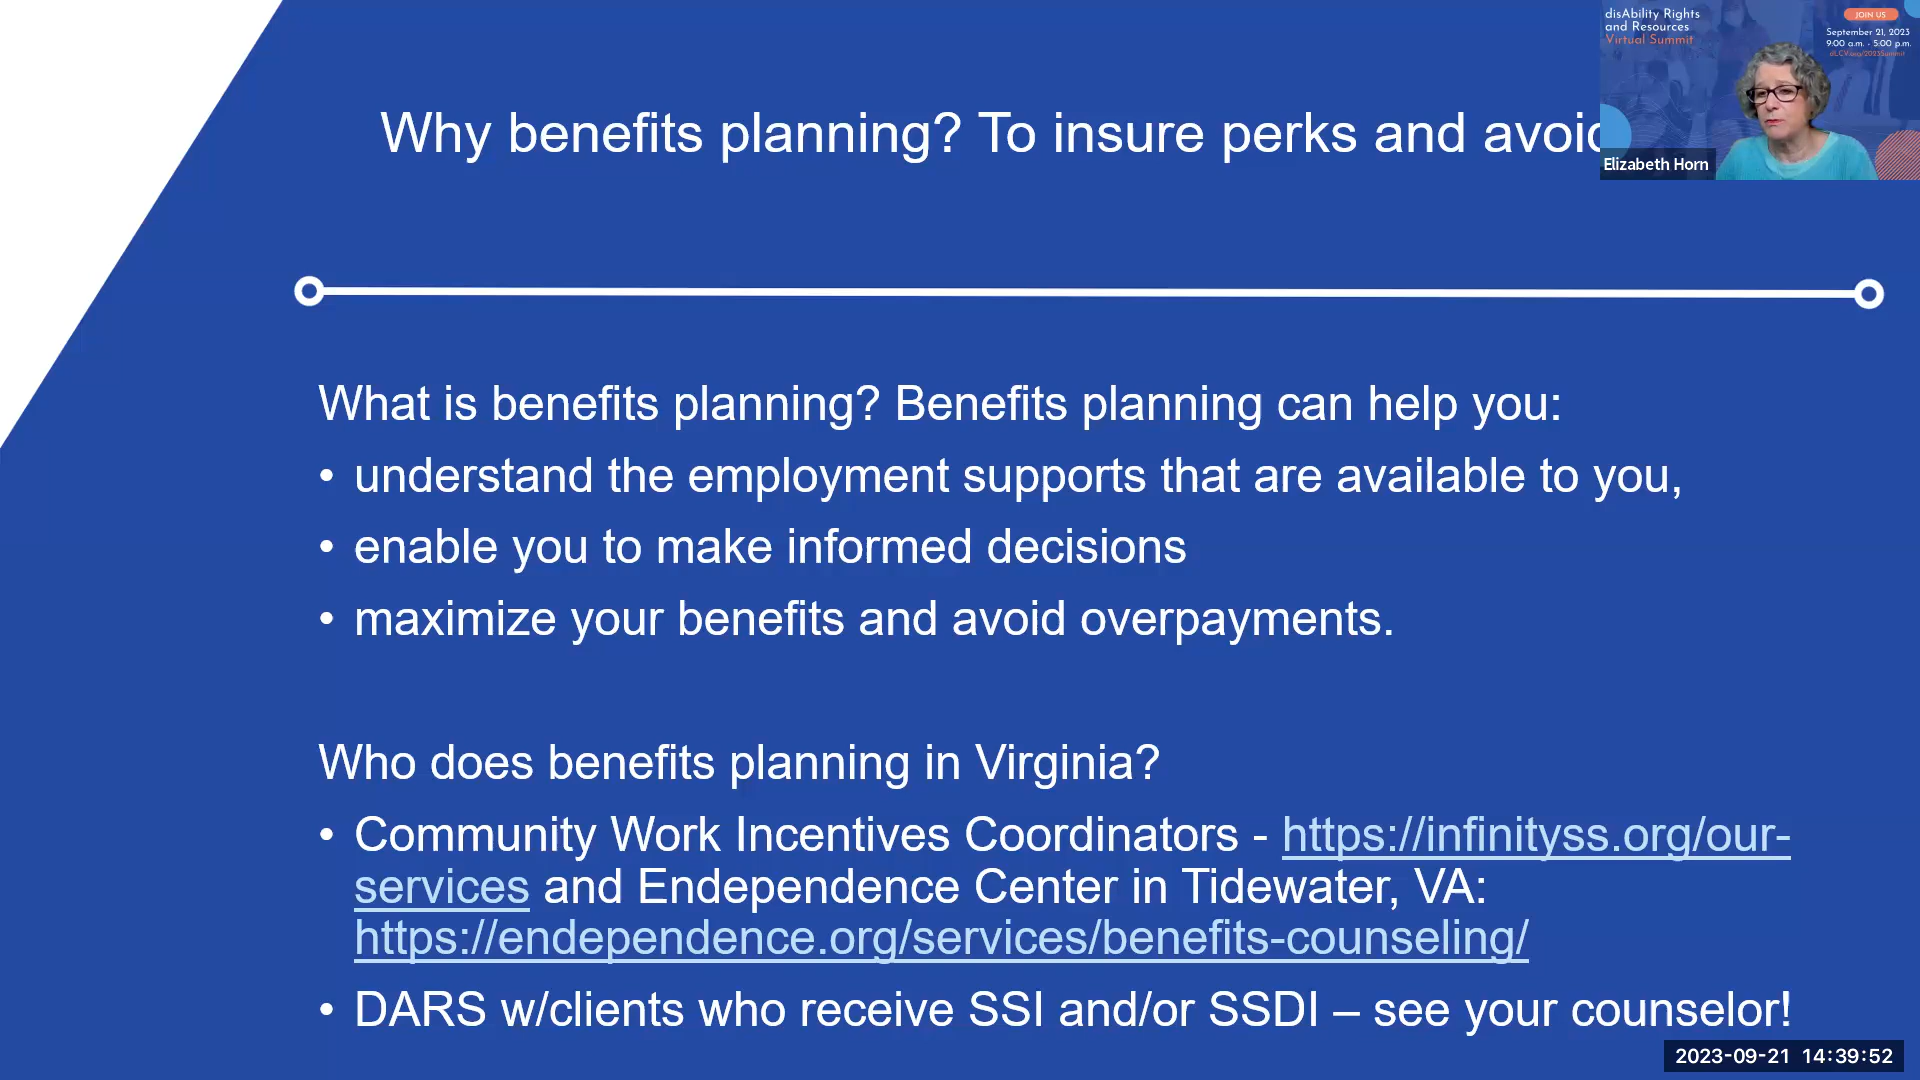 Why benefits planning? To insure perks and avoid
disAbility Rights
and Resources
Virtual Summit
JOIN US
September 21, 2023
9:00 a.m. - 5:00 p.m.
Elizabeth Horn
What is benefits planning? Benefits planning can help you:
• understand the employment supports that are available to you,
• enable you to make informed decisions
• maximize your benefits and avoid overpayments.
Who does benefits planning in Virginia?
• Community Work Incentives Coordinators - https://infinityss.org/our-
services and Endependence Center in Tidewater, VA:
https://endependence.org/services/benefits-counseling/
• DARS w/clients who receive SSI and/or SSDI – see your counselor!
2023-09-21 14:39:52